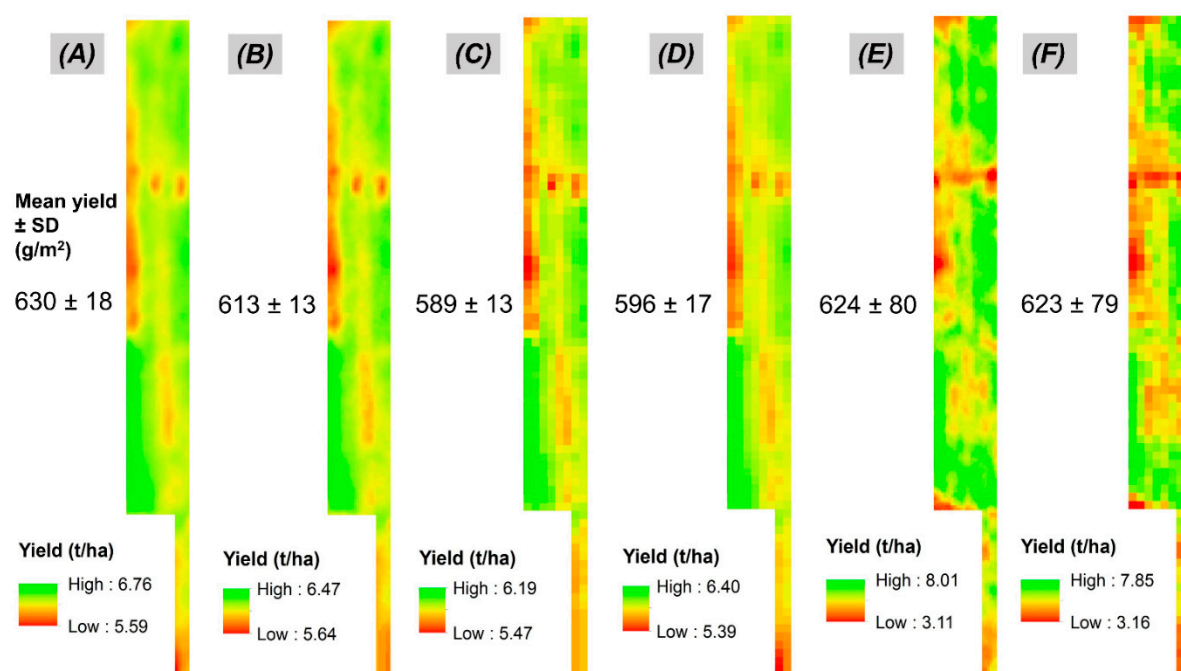 (A)
(B)
(C)
(D)
(E)
(F)
Mean yield
± SD
(g/m²)
630 ± 18
613 ± 13
589 ± 13
596 ± 17
624 ± 80
623 ± 79
Yield (t/ha)
High : 6.76
Low : 5.59
Yield (t/ha)
High : 6.47
Low : 5.64
Yield (t/ha)
High : 6.19
Low : 5.47
Yield (t/ha)
High : 6.40
Low : 5.39
Yield (t/ha)
High : 8.01
Low : 3.11
Yield (t/ha)
High : 7.85
Low : 3.16